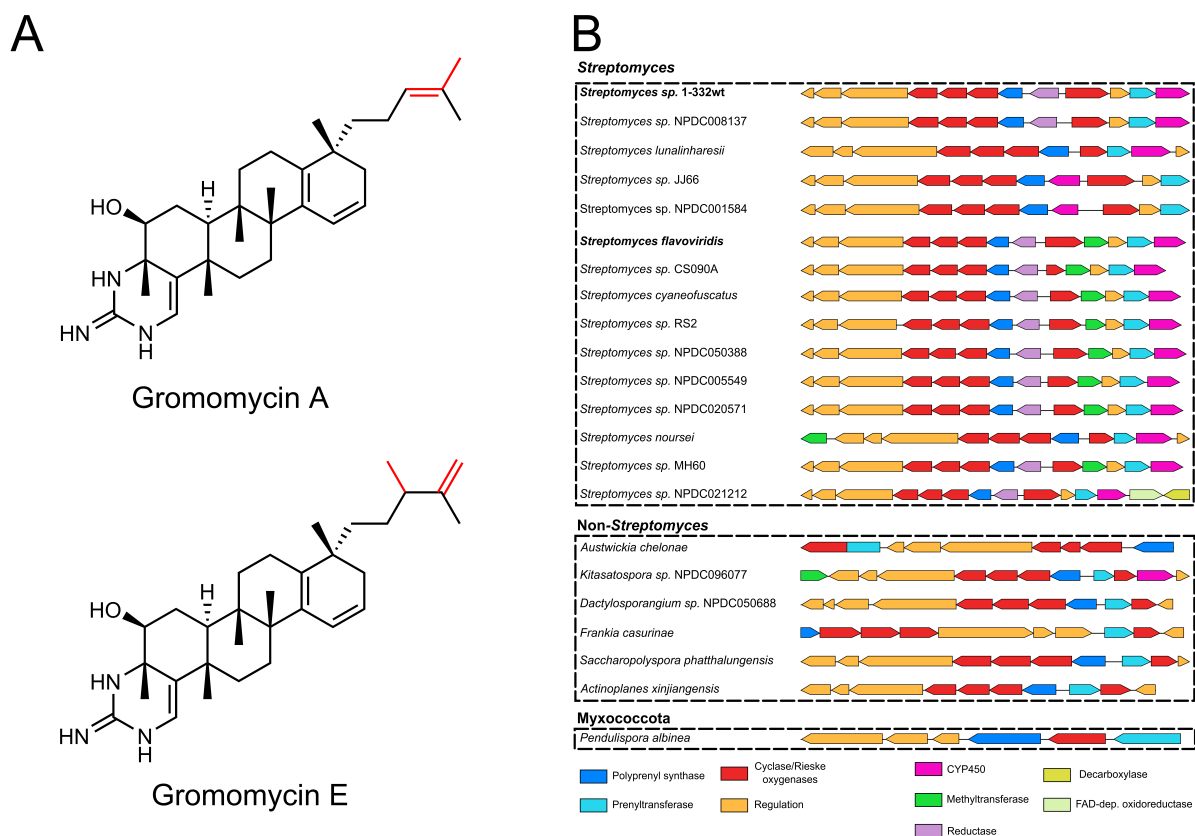 A
HO
H
HN
HN
N
H
Gromomycin A
HO
H
HN
HN
N
H
Gromomycin E
B
Streptomyces
Streptomyces sp. 1-332wt
Streptomyces sp. NPDC008137
Streptomyces lunalinharesii
Streptomyces sp. JJ66
Streptomyces sp. NPDC001584
Streptomyces flavoviridis
Streptomyces sp. CS090A
Streptomyces cyaneofuscatus
Streptomyces sp. RS2
Streptomyces sp. NPDC050388
Streptomyces sp. NPDC005549
Streptomyces sp. NPDC020571
Streptomyces noursei
Streptomyces sp. MH60
Streptomyces sp. NPDC021212
Non-Streptomyces
Austwickia chelonae
Kitasatospora sp. NPDC096077
Dactylosporangium sp. NPDC050688
Frankia casurinae
Saccharopolyspora phatthalungensis
Actinoplanes xinjiangensis
Myxococcota
Pendulispora albinea
Polyprenyl synthase
Prenyltransferase
Cyclase/Rieske
oxygenases
Regulation
CYP450
Methyltransferase
Reductase
Decarboxylase
FAD-dep. oxidoreductase